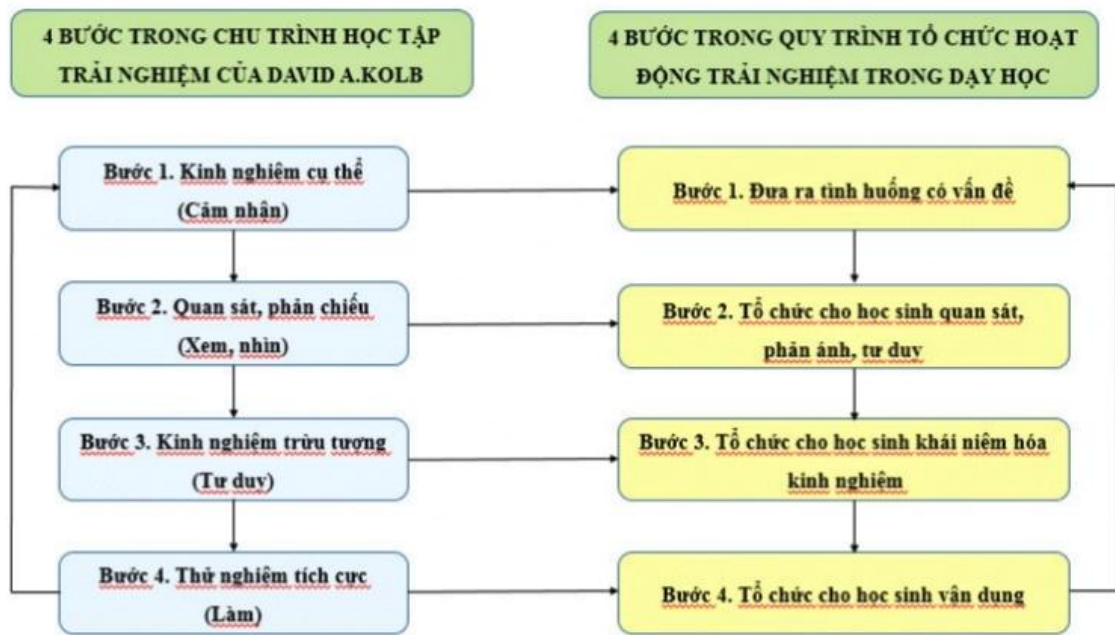 4 BƯỚC TRONG CHU TRÌNH HỌC TẬP
TRẢI NGHIỆM CỦA DAVID A.KOLB
4 BƯỚC TRONG QUY TRÌNH TỔ CHỨC HOẠT
ĐỘNG TRẢI NGHIỆM TRONG DẠY HỌC
Bước 1. Kinh nghiệm cụ thể
(Cảm nhận)
Bước 1. Đưa ra tình huống có vấn đề
Bước 2. Quan sát, phản chiếu
(Xem, nhìn)
Bước 2. Tổ chức cho học sinh quan sát,
phản ánh, tư duy
Bước 3. Kinh nghiệm trừu tượng
(Tư duy)
Bước 3. Tổ chức cho học sinh khái niệm hóa
kinh nghiệm
Bước 4. Thử nghiệm tích cực
(Làm)
Bước 4. Tổ chức cho học sinh vận dụng